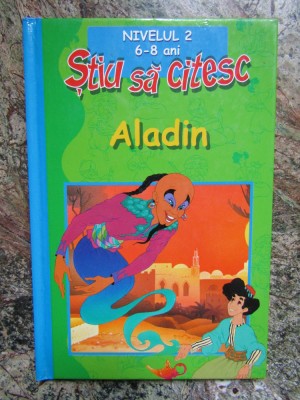 NIVELUL 2
6-8 ani
Știu să citesc
Aladin